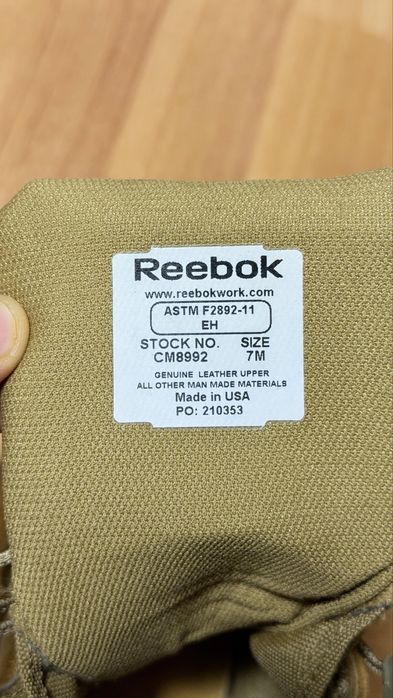 Reebok
www.reebokwork.com
ASTM F2892-11
EH
STOCK NO. SIZE
CM8992 7M
GENUINE LEATHER UPPER
ALL OTHER MAN MADE MATERIALS
Made in USA
PO: 210353